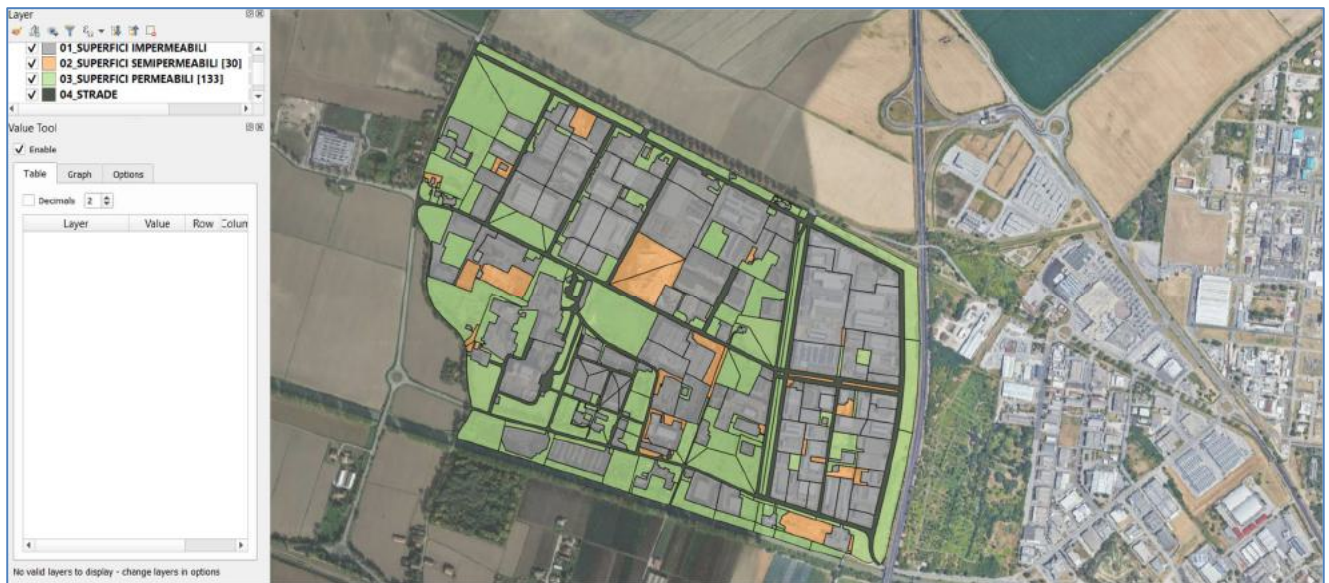 Layer
01_SUPERFICI IMPERMEABILI
02_SUPERFICI SEMIPERMEABILI [30]
03_SUPERFICI PERMEABILI [133]
04_STRADE
Value Tool
Enable
Table Graph Options
Decimals 2
Layer Value Row Colum
No valid layers to display - change layers in options